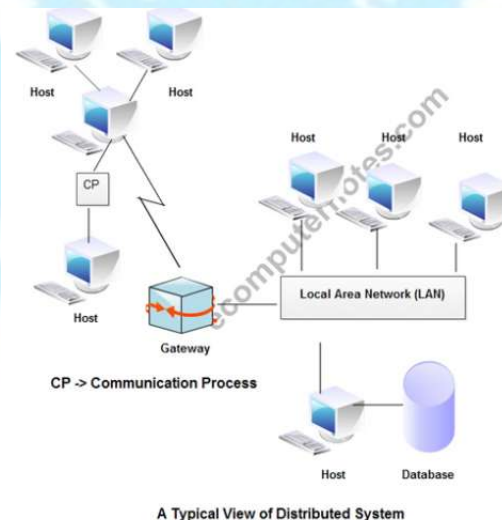 Host
Host
CP
Host
Host
Host
Host
Local Area Network (LAN)
Gateway
CP -> Communication Process
Host
Database
A Typical View of Distributed System
ecomputernotes.com